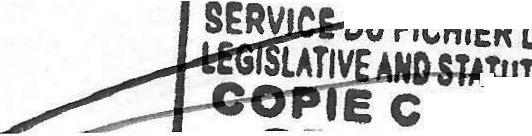 SERVICE DU FICHIER
LEGISLATIVE AND
COPIE C